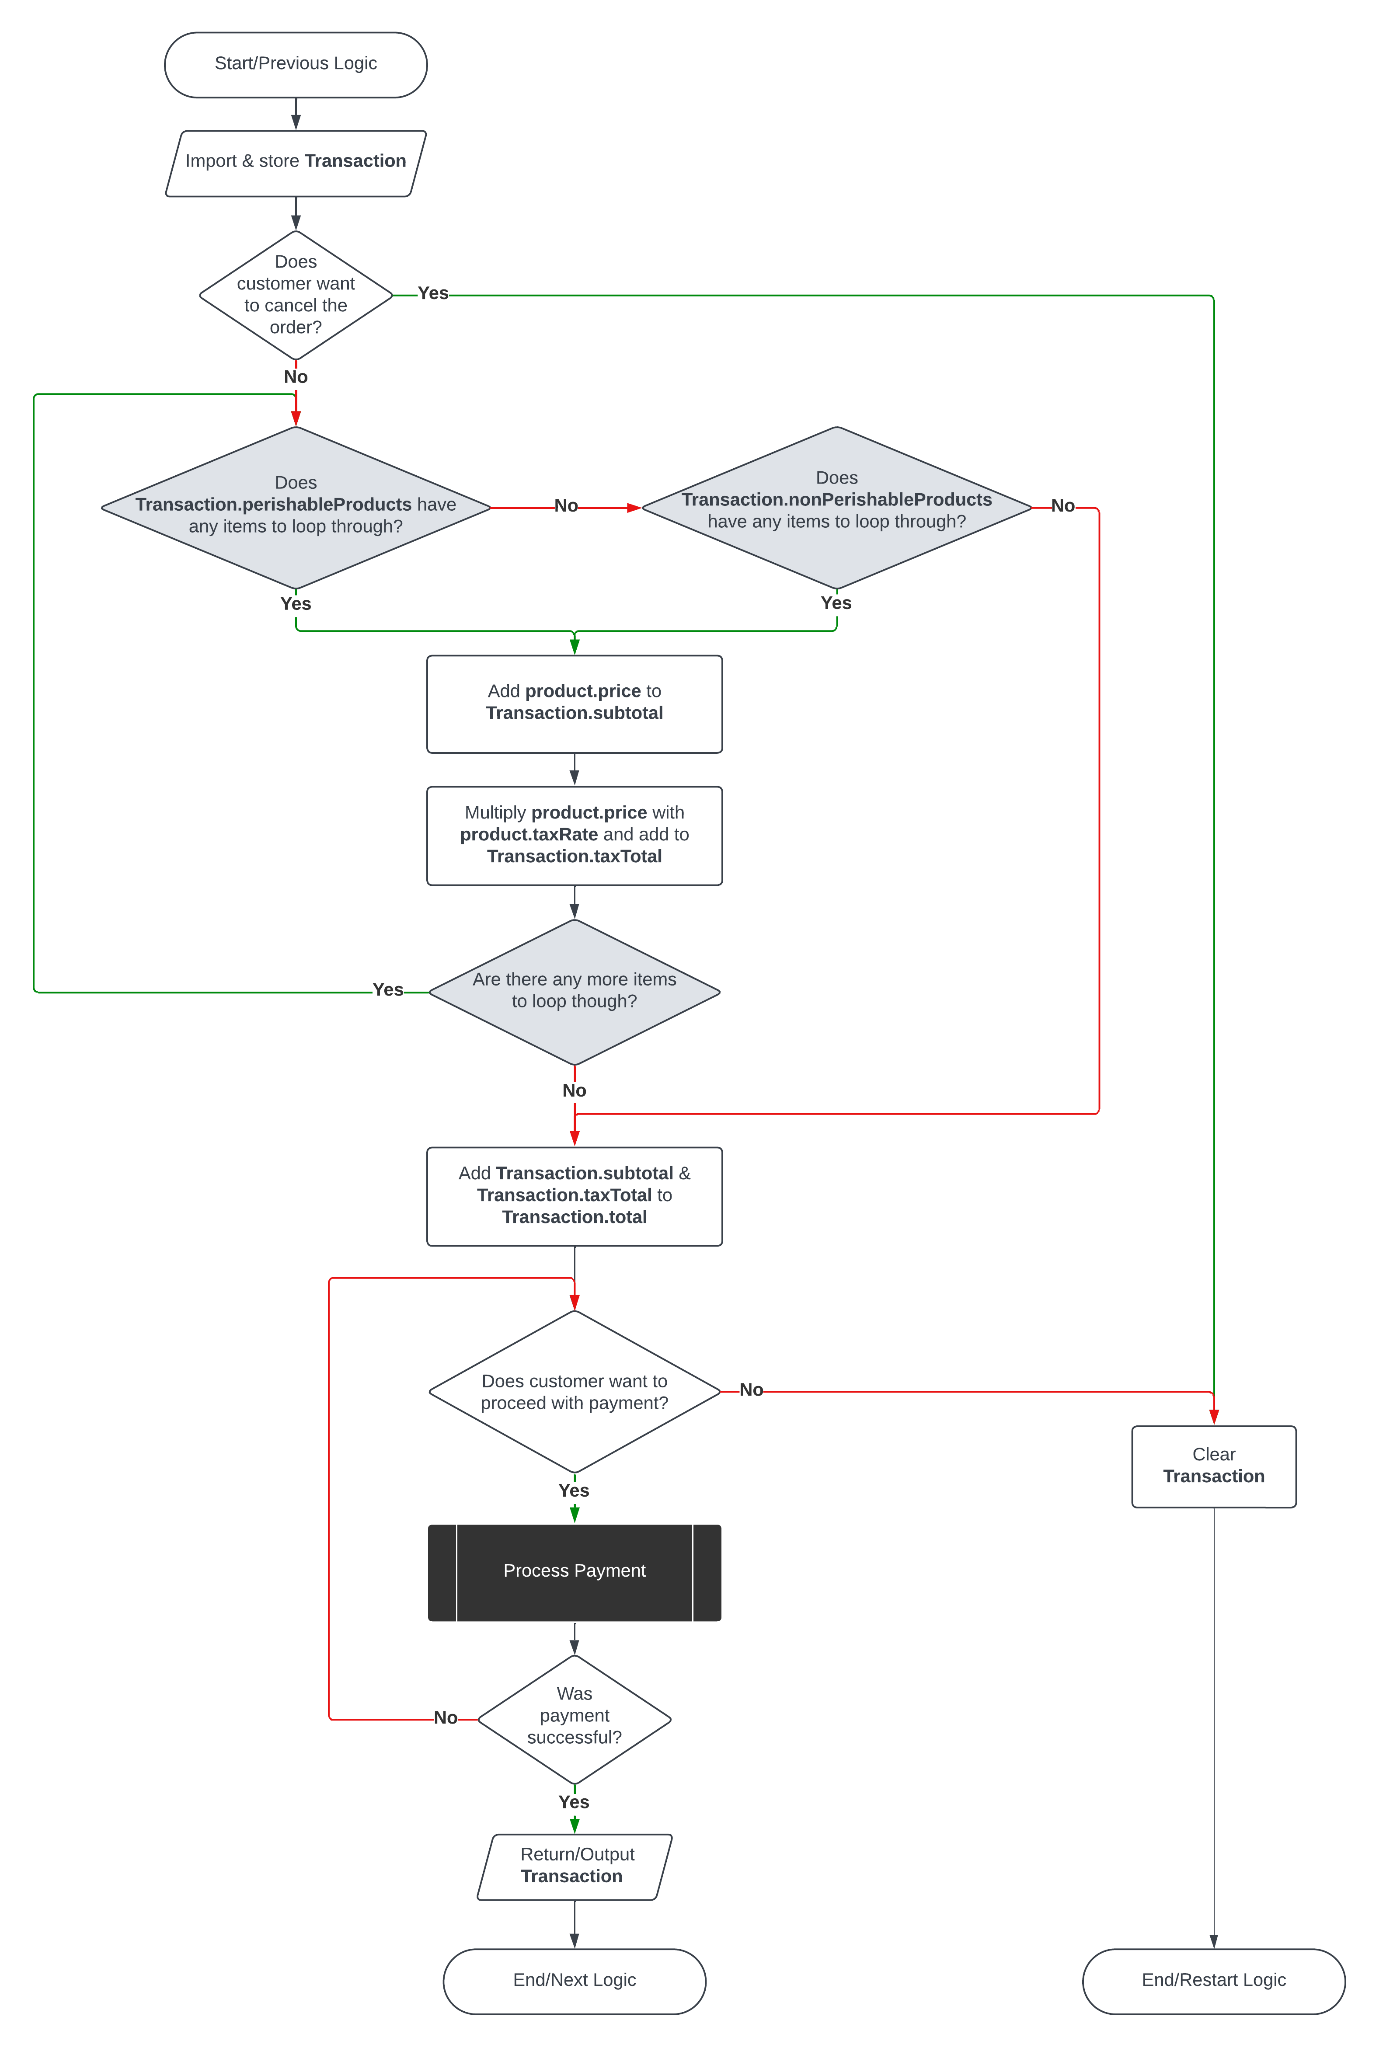 Start/Previous Logic
Import & store Transaction
Does
customer want
to cancel the
order?
Yes
No
Does
Transaction.perishableProducts have
any items to loop through?
No
Does
Transaction.nonPerishableProducts
have any items to loop through?
No
Yes
Yes
Add product.price to
Transaction.subtotal
Multiply product.price with
product.taxRate and add to
Transaction.taxTotal
Are there any more items
to loop though?
Yes
No
Add Transaction.subtotal &
Transaction.taxTotal to
Transaction.total
Does customer want to
proceed with payment?
No
Yes
Clear
Transaction
Process Payment
Was
payment
successful?
No
Yes
Return/Output
Transaction
End/Next Logic
End/Restart Logic